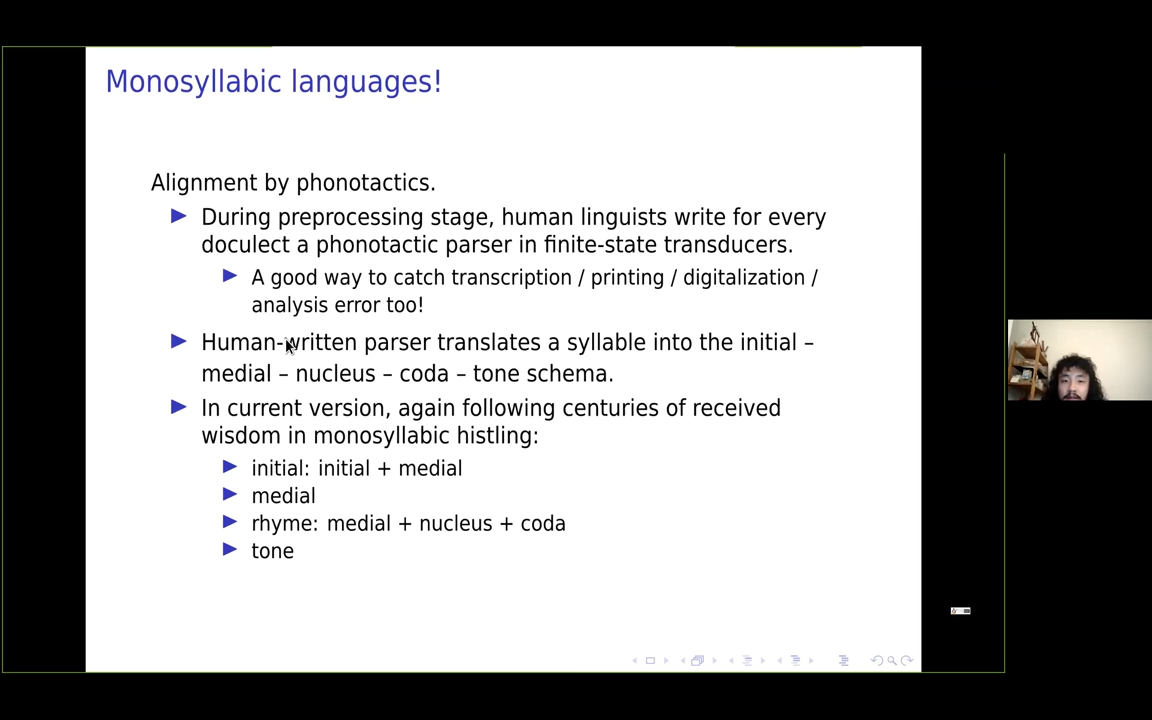 Monosyllabic languages!
Alignment by phonotactics.
During preprocessing stage, human linguists write for every
doculect a phonotactic parser in finite-state transducers.
A good way to catch transcription / printing / digitalization /
analysis error too!
Human-written parser translates a syllable into the initial –
medial – nucleus – coda – tone schema.
In current version, again following centuries of received
wisdom in monosyllabic histling:
initial: initial + medial
medial
rhyme: medial + nucleus + coda
tone